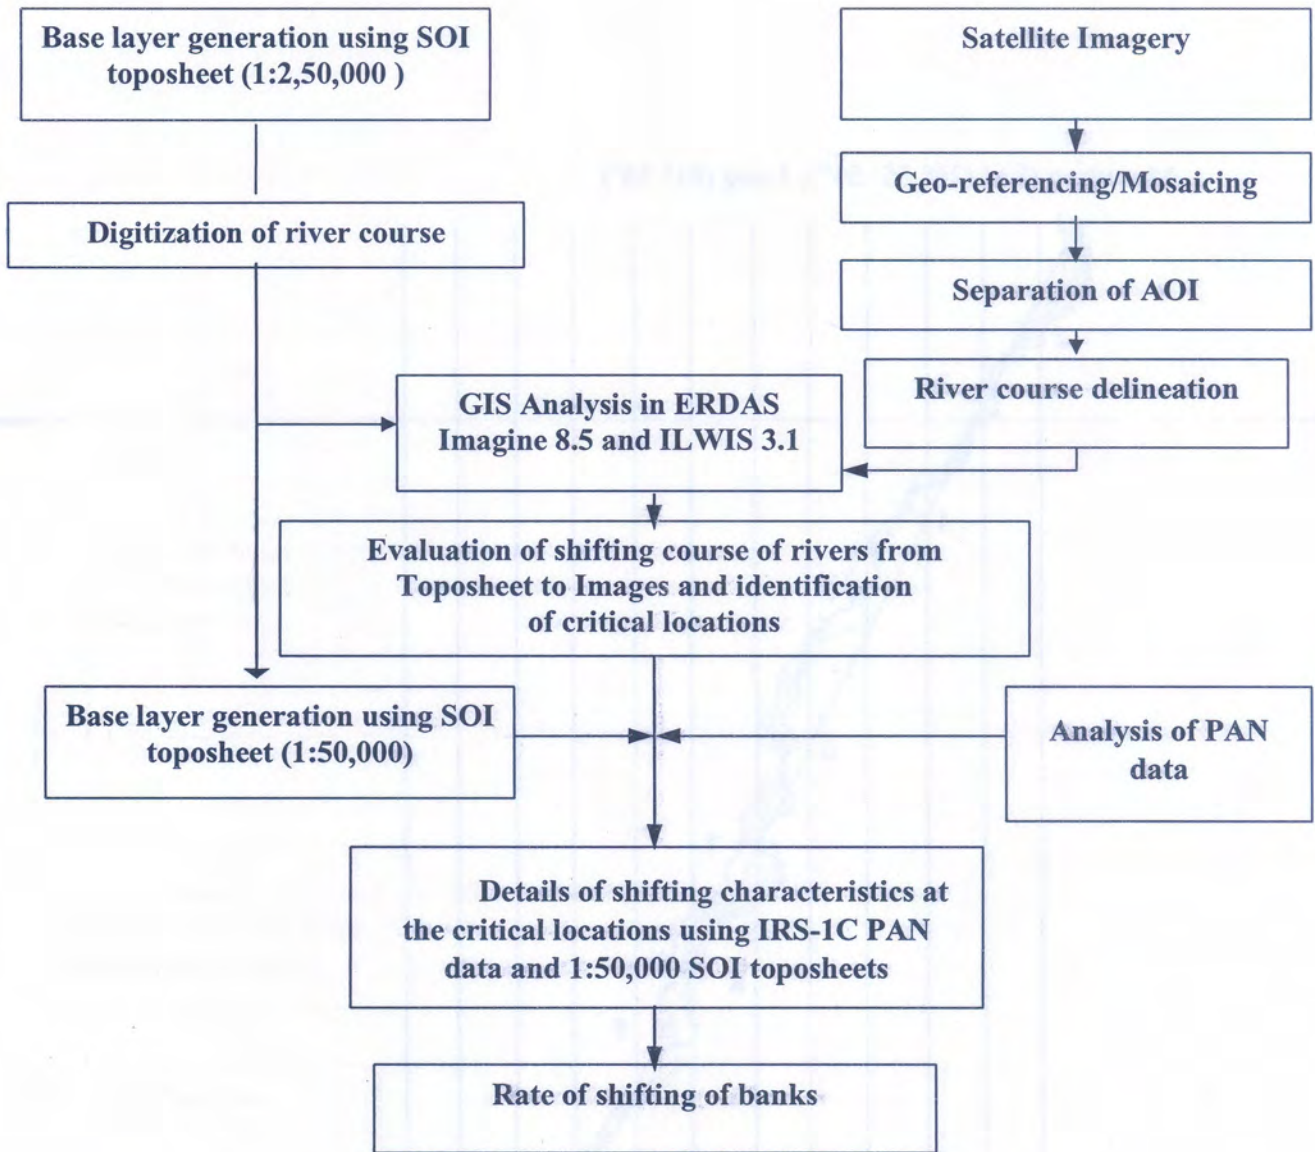 Base layer generation using SOI
toposheet (1:2,50,000 )
Satellite Imagery
Geo-referencing/Mosaicing
Digitization of river course
Separation of AOI
River course delineation
GIS Analysis in ERDAS
Imagine 8.5 and ILWIS 3.1
Evaluation of shifting course of rivers from
Toposheet to Images and identification
of critical locations
Base layer generation using SOI
toposheet (1:50,000)
Analysis of PAN
data
Details of shifting characteristics at
the critical locations using IRS-1C PAN
data and 1:50,000 SOI toposheets
Rate of shifting of banks